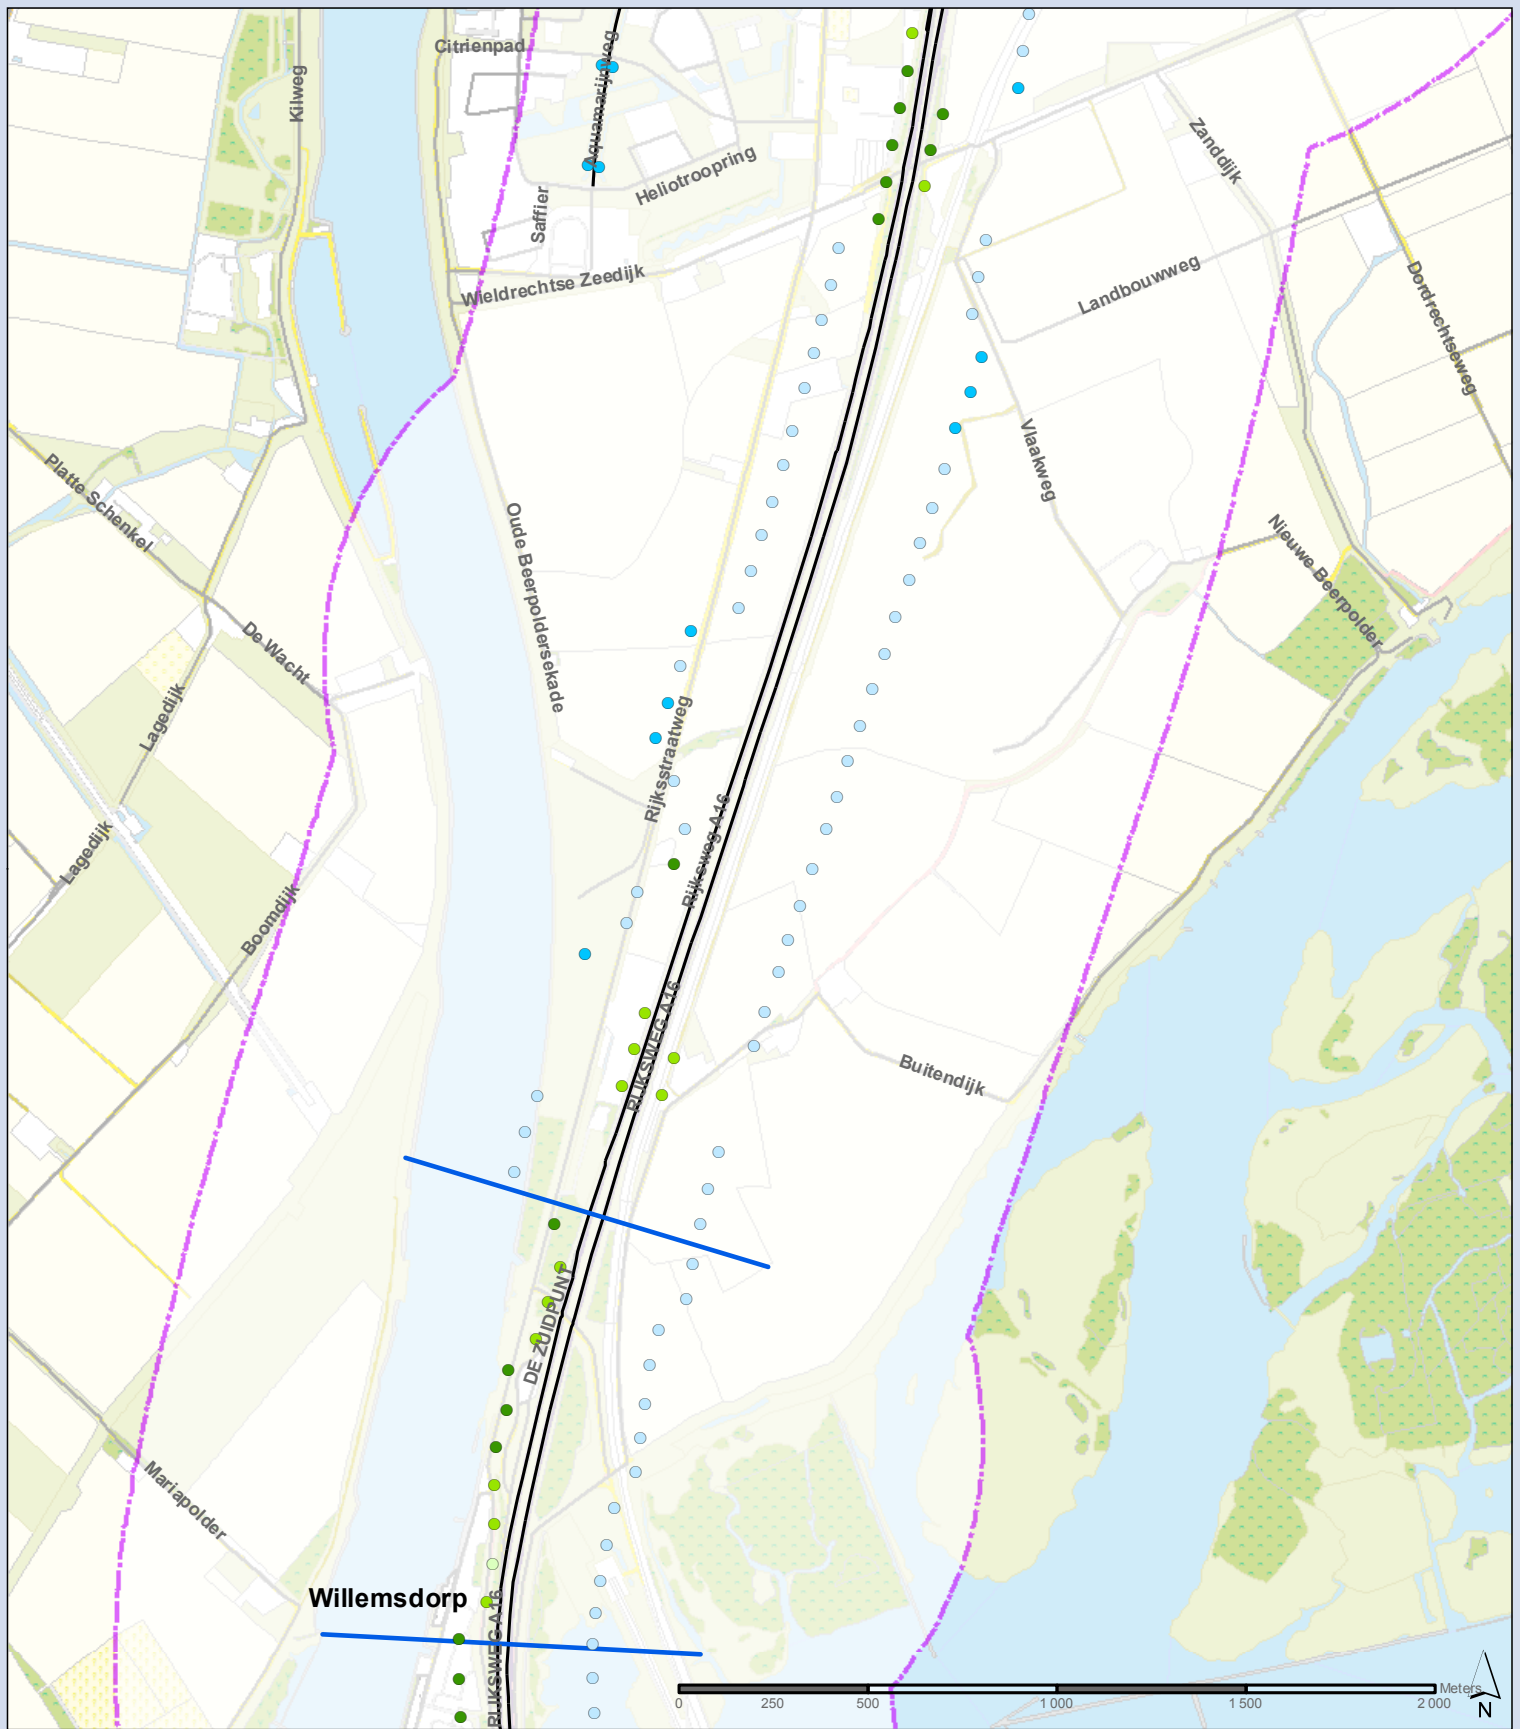 Citrienpad
Kilweg
Aquamarijnweg
Heliotroopring
Saffier
Zanddijk
Wieldrechtse Zeedijk
Landbouwweg
Dordrechtseweg
Platte Schenkel
Vlaakweg
Oude Beerpoldersekade
Nieuwe Beerpolder
De Wacht
Lagedijk
Rijksstraatweg
Rijksweg A16
Lagedijk
Boomdijk
RIJKSWEG A16
Buitendijk
DE ZUIDPUNT
Mariapolder
Willemsdorp
RIJKSWEG A16
Meters
0 250 500 1 000 1 500 2 000
N